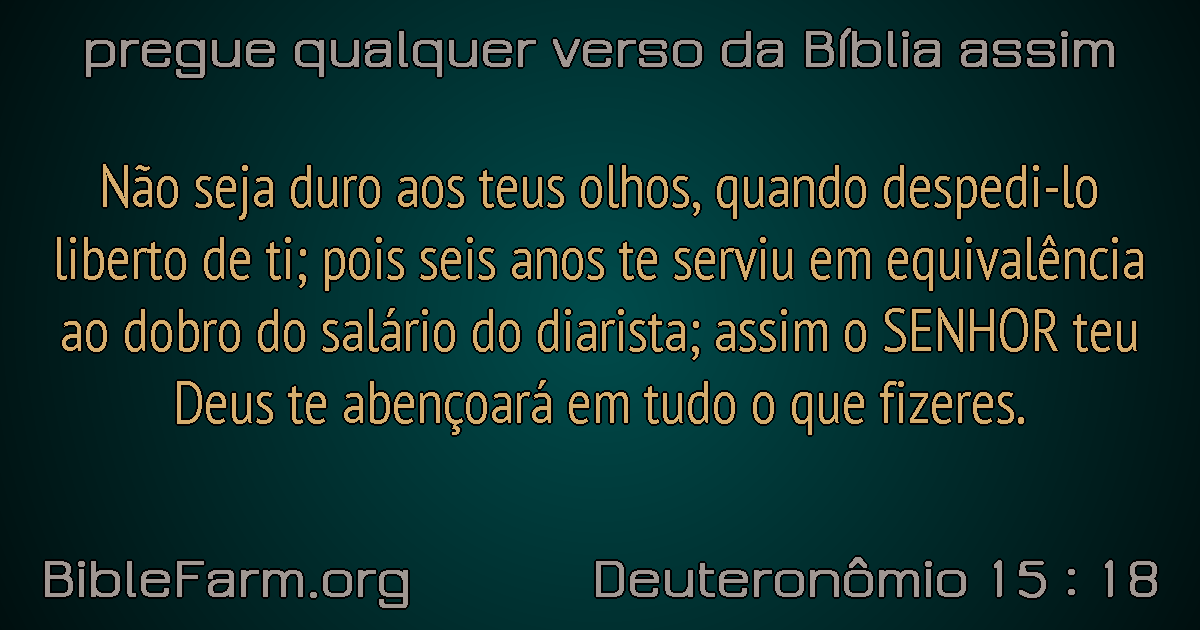 pregue qualquer verso da Bíblia assim
Não seja duro aos teus olhos, quando despedi-lo
liberto de ti; pois seis anos te serviu em equivalência
ao dobro do salário do diarista; assim o SENHOR teu
Deus te abençoará em tudo o que fizeres.
BibleFarm.org
Deuteronômio 15 : 18